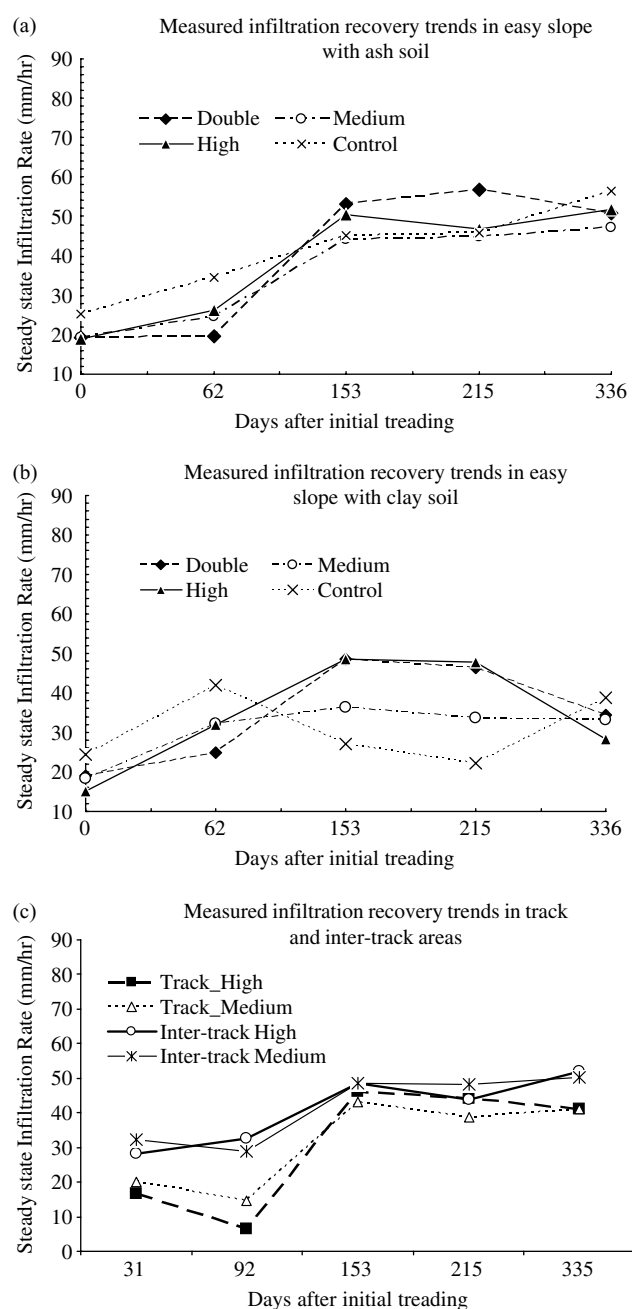 (a)
Measured infiltration recovery trends in easy slope
with ash soil
Steady state Infiltration Rate (mm/hr)
90
80
70
60
50
40
30
20
10
Double
Medium
High
Control
0
62
153
215
336
Days after initial treading
(b)
Measured infiltration recovery trends in easy
slope with clay soil
Steady state Infiltration Rate (mm/hr)
90
80
70
60
50
40
30
20
10
Double
Medium
High
Control
0
62
153
215
336
Days after initial treading
(c)
Measured infiltration recovery trends in track
and inter-track areas
Steady state Infiltration Rate (mm/hr)
90
80
70
60
50
40
30
20
10
0
Track_High
Track_Medium
Inter-track High
Inter-track Medium
31
92
153
215
335
Days after initial treading